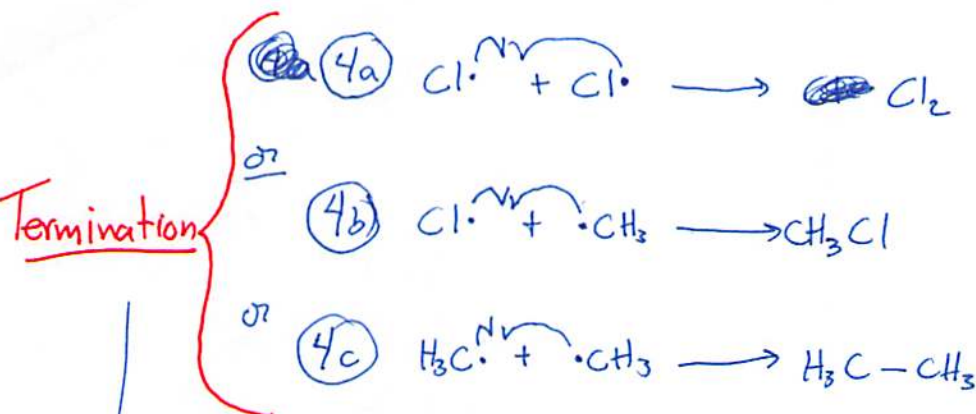 4a Cl· + Cl· → Cl₂
or
Termination
4b Cl· + ·CH₃ → CH₃Cl
or
4c H₃C· + ·CH₃ → H₃C-CH₃